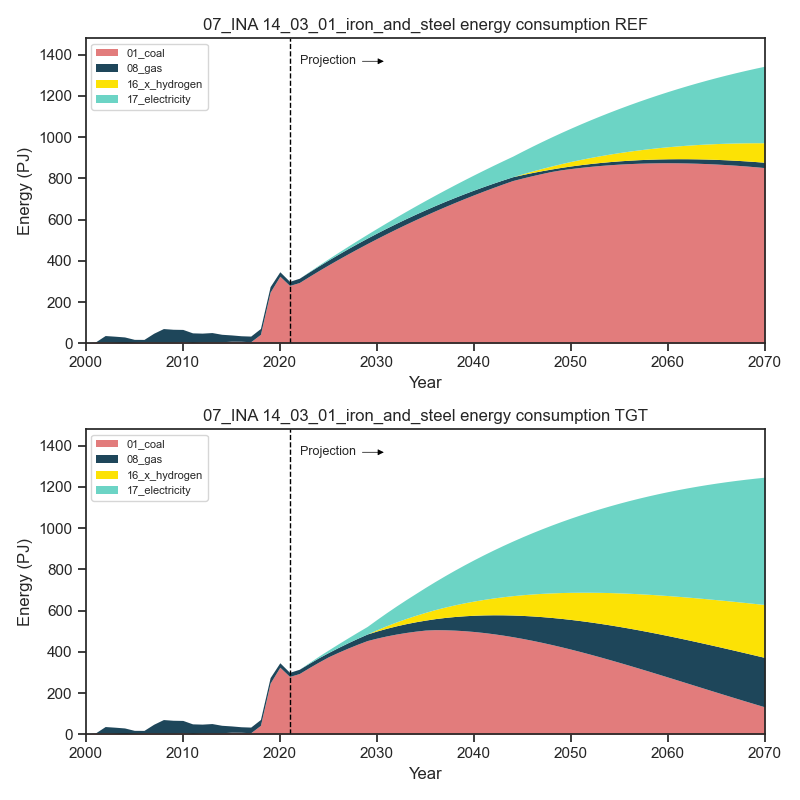 07_INA 14_03_01_iron_and_steel energy consumption REF
1400
1200
1000
800
600
400
200
0
Energy (PJ)
01_coal
08_gas
16_x_hydrogen
17_electricity
Projection
2000 2010 2020 2030 2040 2050 2060 2070
Year
07_INA 14_03_01_iron_and_steel energy consumption TGT
1400
1200
1000
800
600
400
200
0
Energy (PJ)
01_coal
08_gas
16_x_hydrogen
17_electricity
Projection
2000 2010 2020 2030 2040 2050 2060 2070
Year